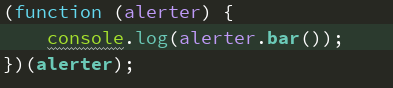 (function (alerter) {
    console.log(alerter.bar());
})(alerter);